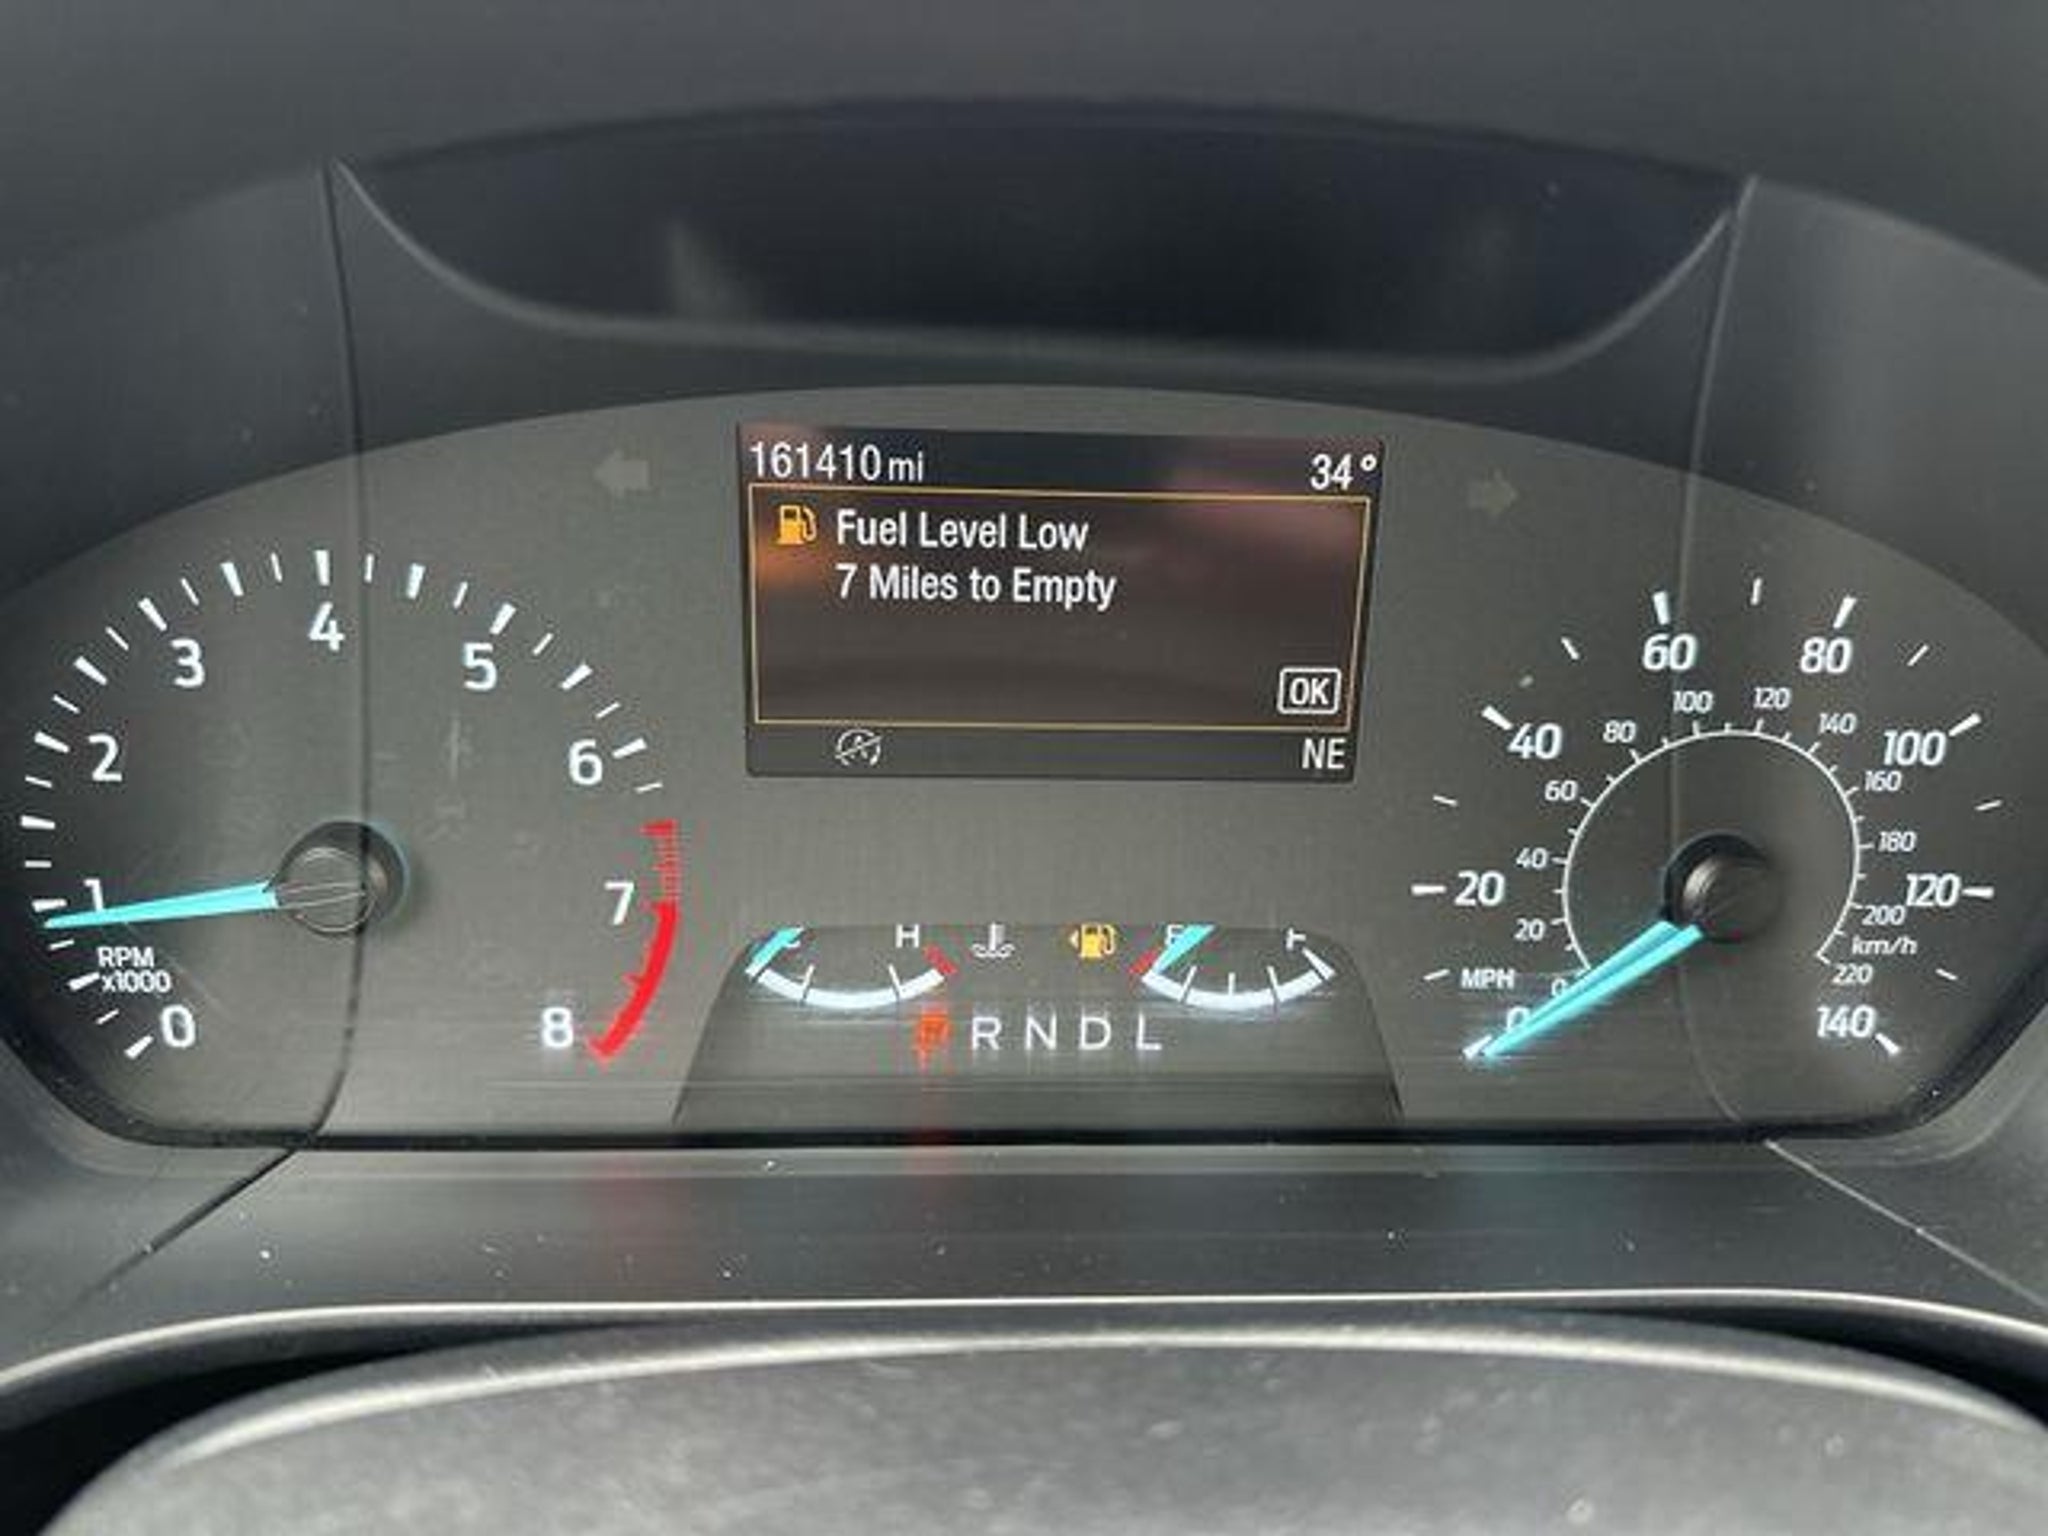 161410 mi 34°
Fuel Level Low
7 Miles to Empty
OK
NE
0 1 2 3 4 5 6 7 8
RPM
x1000
H
R N D L
0 20 40 60 80 100 120 140
MPH
0 20 40 60 80 100 120 140 160 180 200 220
km/h